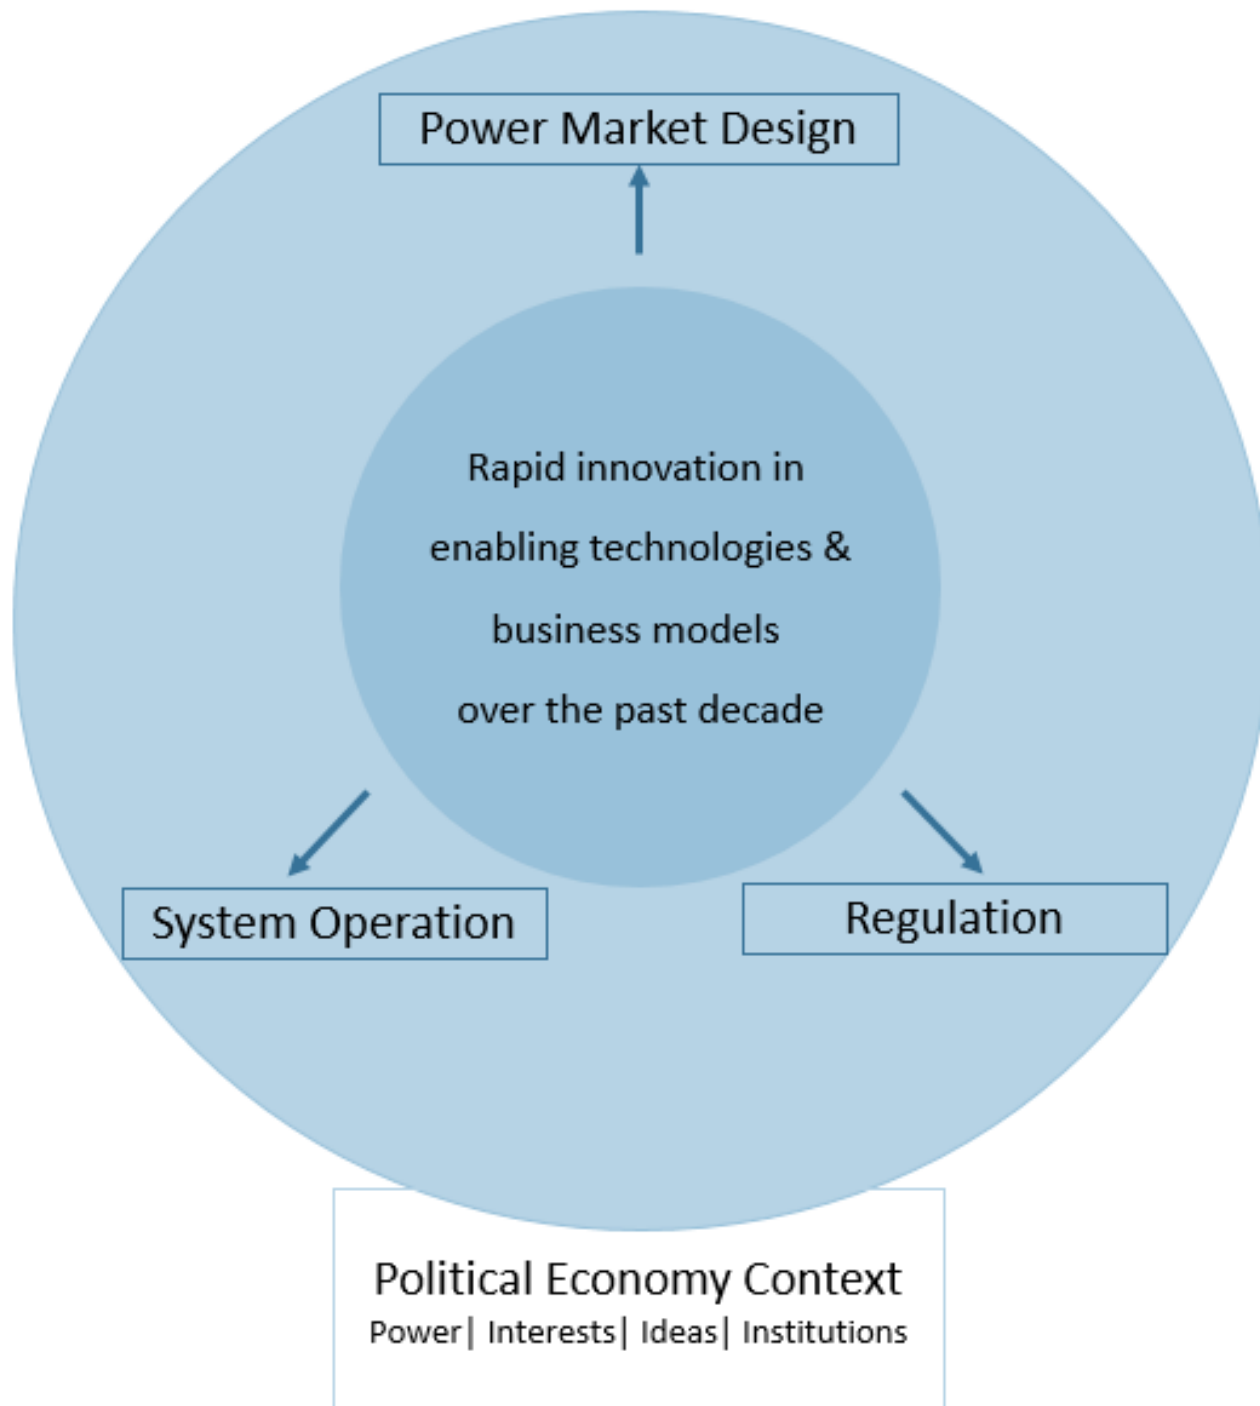 Power Market Design
Rapid innovation in
enabling technologies &
business models
over the past decade
System Operation
Regulation
Political Economy Context
Power| Interests| Ideas| Institutions